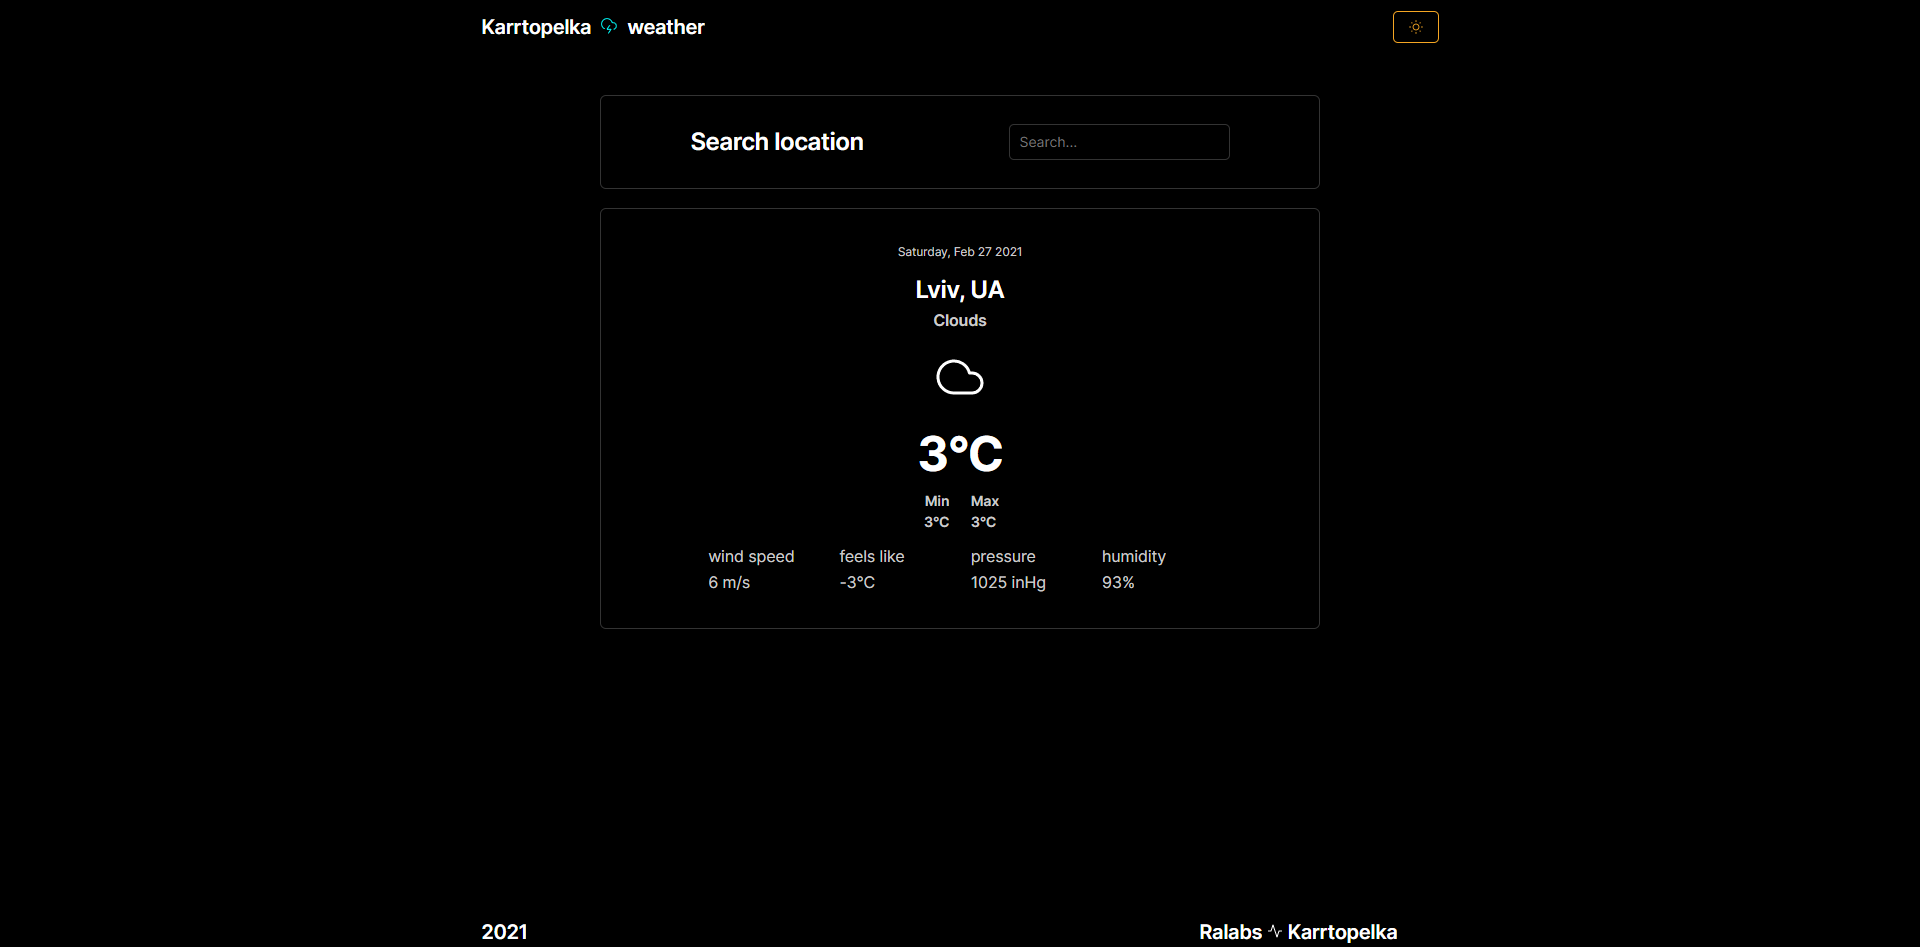 Karrtopelka weather
Search location
Search...
Saturday, Feb 27 2021
Lviv, UA
Clouds
3°C
Min Max
3°C 3°C
wind speed feels like pressure humidity
6 m/s -3°C 1025 inHg 93%
2021 Ralabs Karrtopelka